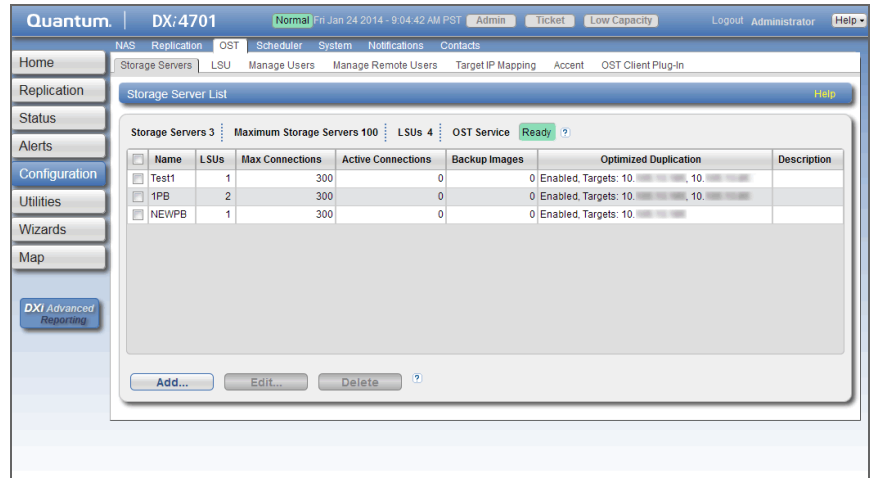 Quantum. DXi4701 Normal Fri Jan 24 2014 - 9:04:42 AM PST Admin Ticket Low Capacity Logout Administrator Help
NAS Replication OST Scheduler System Notifications Contacts
Storage Servers LSU Manage Users Manage Remote Users Target IP Mapping Accent OST Client Plug-In
Home
Replication
Status
Alerts
Configuration
Utilities
Wizards
Map
DXi Advanced
Reporting
Storage Server List Help
Storage Servers 3 Maximum Storage Servers 100 LSUs 4 OST Service Ready ?
Name LSUs Max Connections Active Connections Backup Images Optimized Duplication Description
Test1 1 300 0 0 Enabled, Targets: 10. , 10.
1PB 2 300 0 0 Enabled, Targets: 10. , 10.
NEWPB 1 300 0 0 Enabled, Targets: 10.
Add... Edit... Delete ?